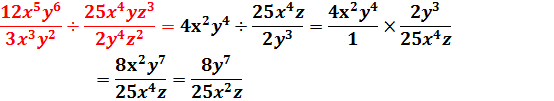 12x⁵y⁶/3x³y² ÷ 25x⁴yz³/2y⁴z² = 4x²y⁴ ÷ 25x⁴z/2y³ = 4x²y⁴/1 × 2y³/25x⁴z
= 8x²y⁷/25x⁴z = 8y⁷/25x²z